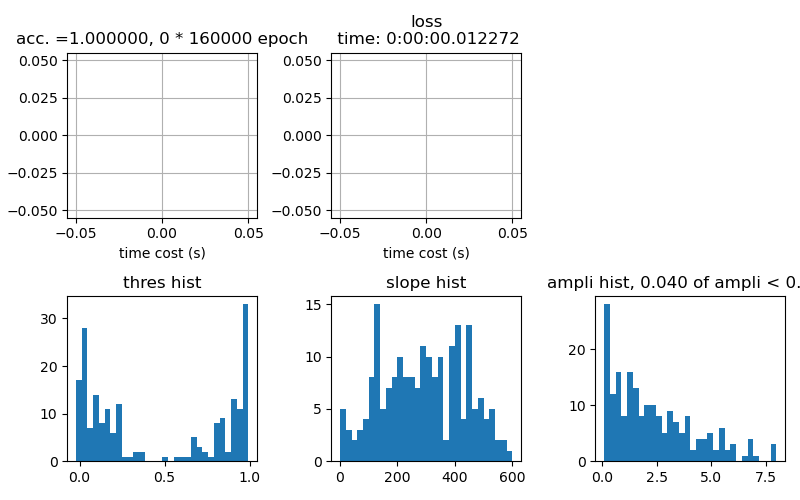 acc. =1.000000, 0 * 160000 epoch
0.050
0.025
0.000
−0.025
−0.050
−0.05 0.00 0.05
time cost (s)
loss
time: 0:00:00.012272
0.050
0.025
0.000
−0.025
−0.050
−0.05 0.00 0.05
time cost (s)
thres hist
30
20
10
0
0.0 0.5 1.0
slope hist
15
10
5
0
0 200 400 600
ampli hist, 0.040 of ampli < 0.
20
10
0
0.0 2.5 5.0 7.5